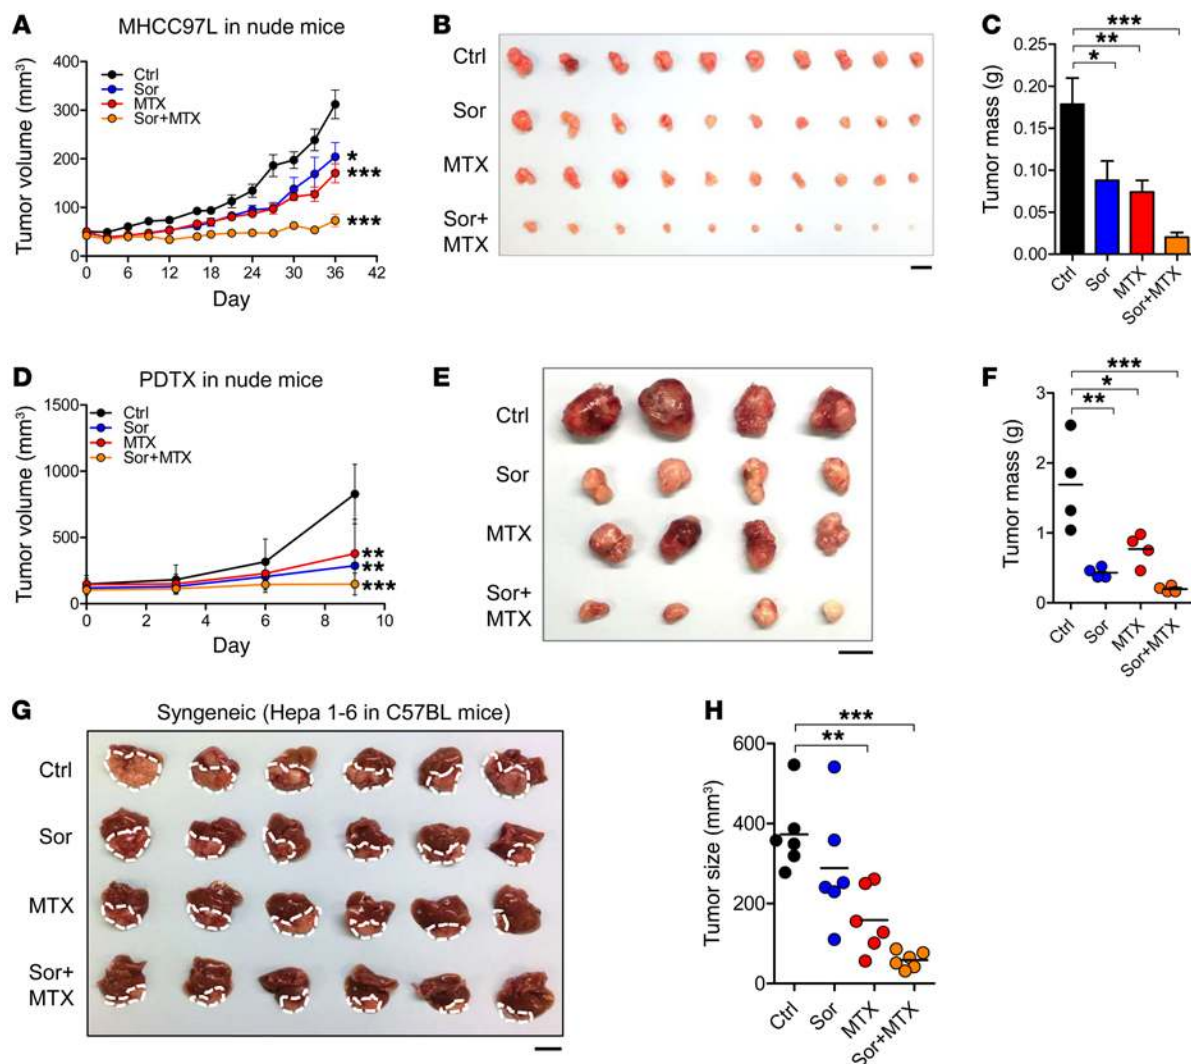 A
MHCC97L in nude mice
Tumor volume (mm³)
400
300
200
100
0
Ctrl
Sor
MTX
Sor+MTX
*
***
***
0 6 12 18 24 30 36 42
Day
B
Ctrl
Sor
MTX
Sor+
MTX
C
***
**
*
Tumor mass (g)
0.25
0.20
0.15
0.10
0.05
0.00
Ctrl Sor MTX Sor+MTX
D
PDTX in nude mice
Tumor volume (mm³)
1500
1000
500
0
Ctrl
Sor
MTX
Sor+MTX
**
**
***
0 2 4 6 8 10
Day
E
Ctrl
Sor
MTX
Sor+
MTX
F
***
*
**
Tumor mass (g)
3
2
1
0
Ctrl Sor MTX Sor+MTX
G
Syngeneic (Hepa 1-6 in C57BL mice)
Ctrl
Sor
MTX
Sor+
MTX
H
***
**
Tumor size (mm³)
600
400
200
0
Ctrl Sor MTX Sor+MTX